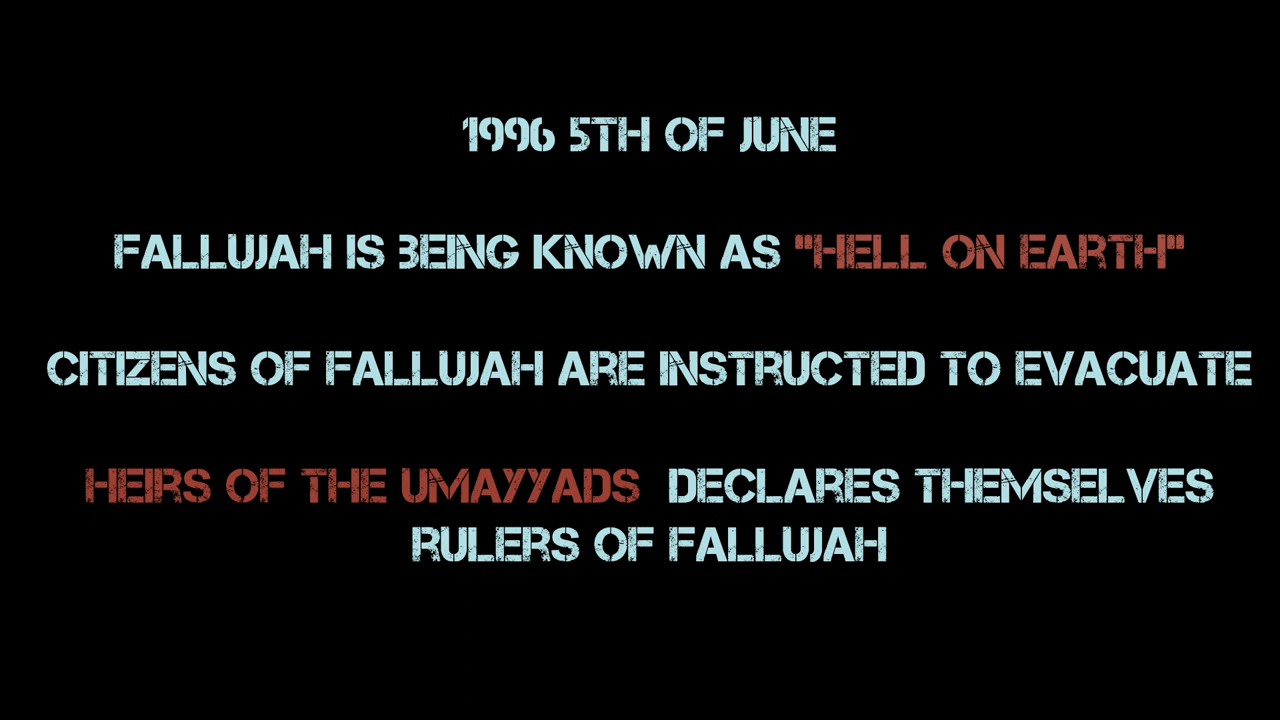 1996 5TH OF JUNE
FALLUJAH IS BEING KNOWN AS "HELL ON EARTH"
CITIZENS OF FALLUJAH ARE INSTRUCTED TO EVACUATE
HEIRS OF THE UMAYYADS DECLARES THEMSELVES
RULERS OF FALLUJAH